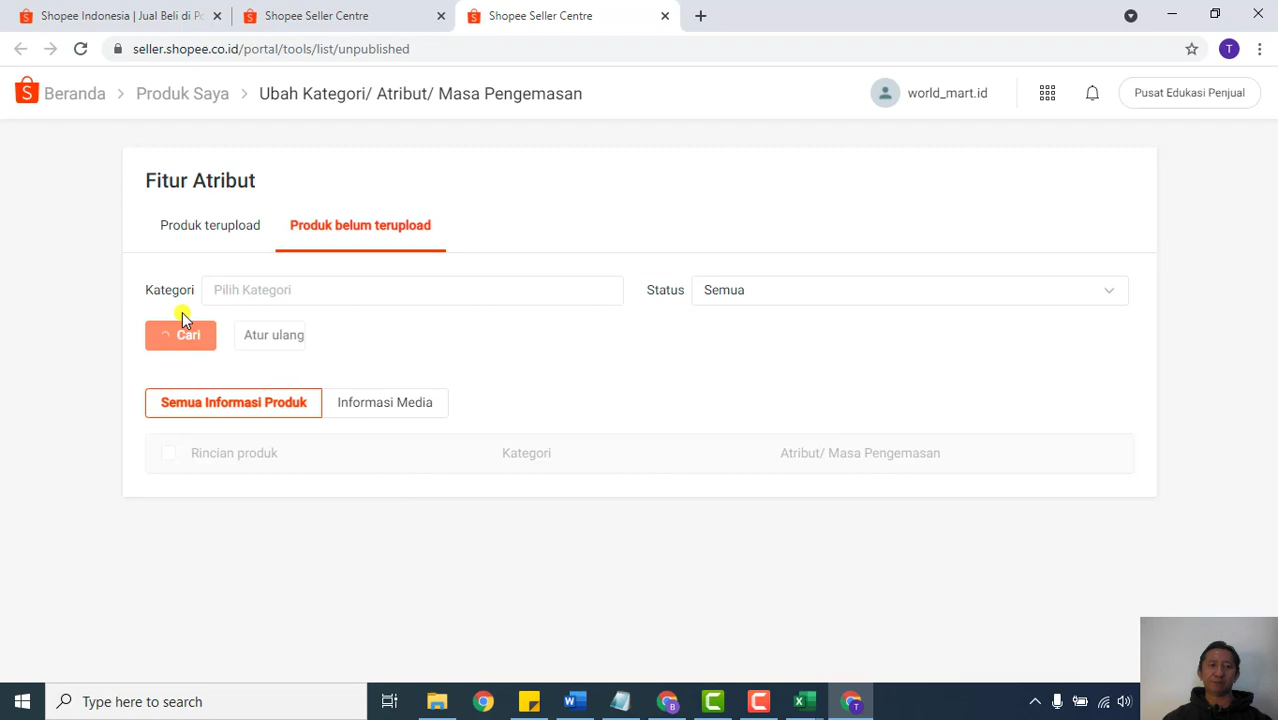 Shopee Indonesia | Jual Beli di Po
Shopee Seller Centre
Shopee Seller Centre
seller.shopee.co.id/portal/tools/list/unpublished
T
Beranda > Produk Saya > Ubah Kategori/ Atribut/ Masa Pengemasan
world_mart.id
Pusat Edukasi Penjual
Fitur Atribut
Produk terupload
Produk belum terupload
Kategori
Pilih Kategori
Status
Semua
Cari
Atur ulang
Semua Informasi Produk
Informasi Media
Rincian produk
Kategori
Atribut/ Masa Pengemasan
Type here to search